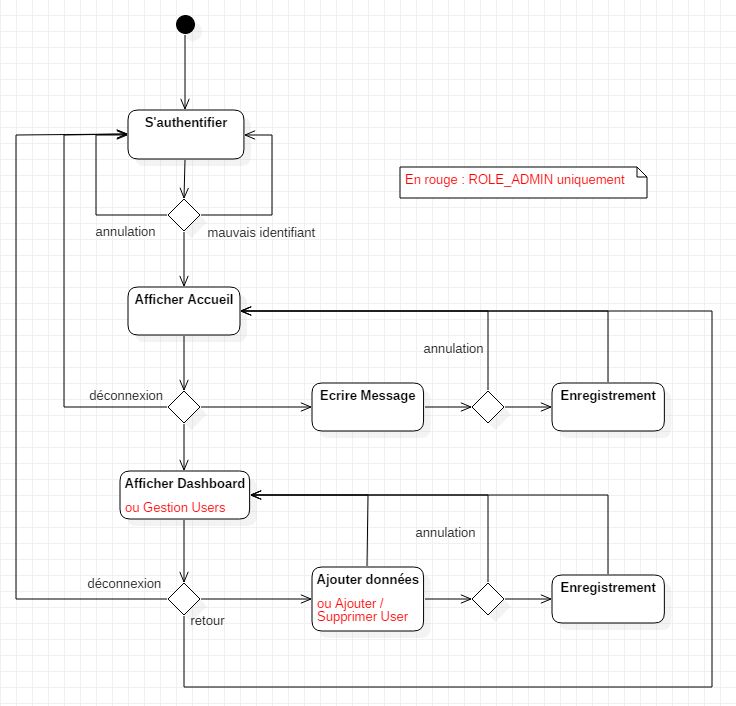 S'authentifier
En rouge : ROLE_ADMIN uniquement
annulation
mauvais identifiant
Afficher Accueil
annulation
déconnexion
Ecrire Message
Enregistrement
Afficher Dashboard
ou Gestion Users
annulation
déconnexion
Ajouter données
ou Ajouter /
Supprimer User
Enregistrement
retour